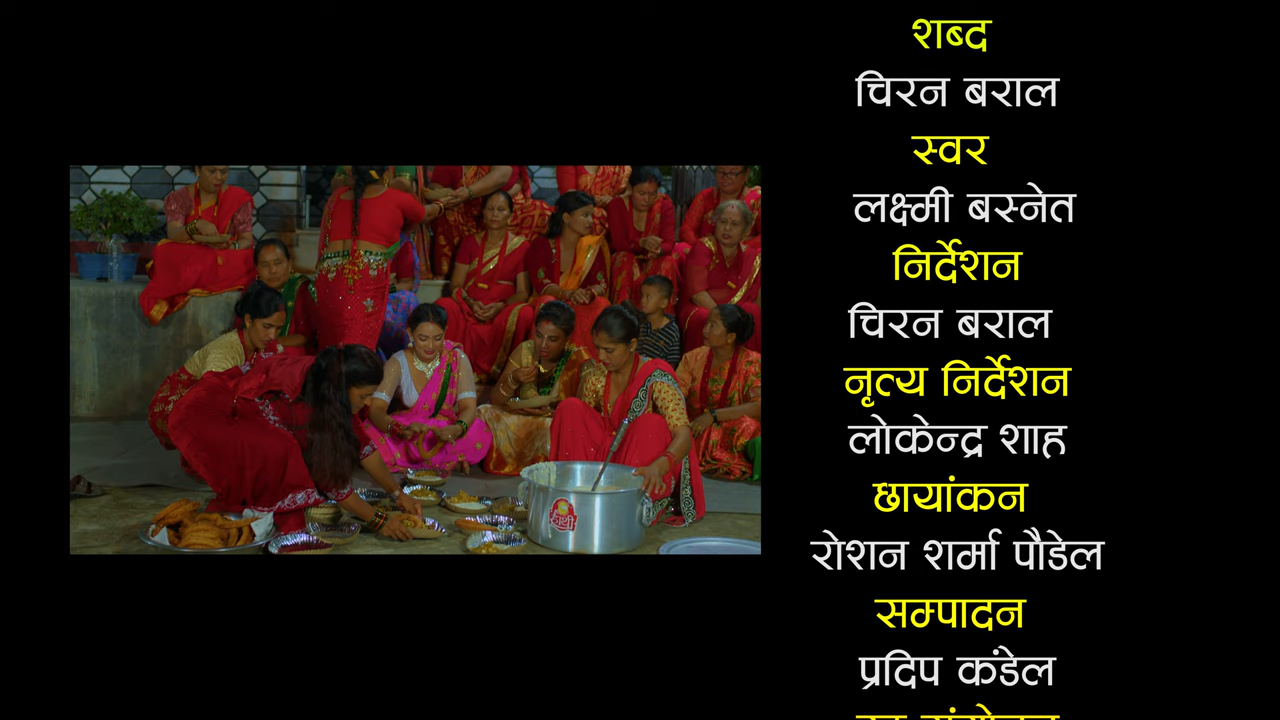 शब्द
चिरन बराल
स्वर
लक्ष्मी बस्नेत
निर्देशन
चिरन बराल
नृत्य निर्देशन
लोकेन्द्र शाह
छायांकन
रोशन शर्मा पौडेल
सम्पादन
प्रदिप कंडेल
हाथी